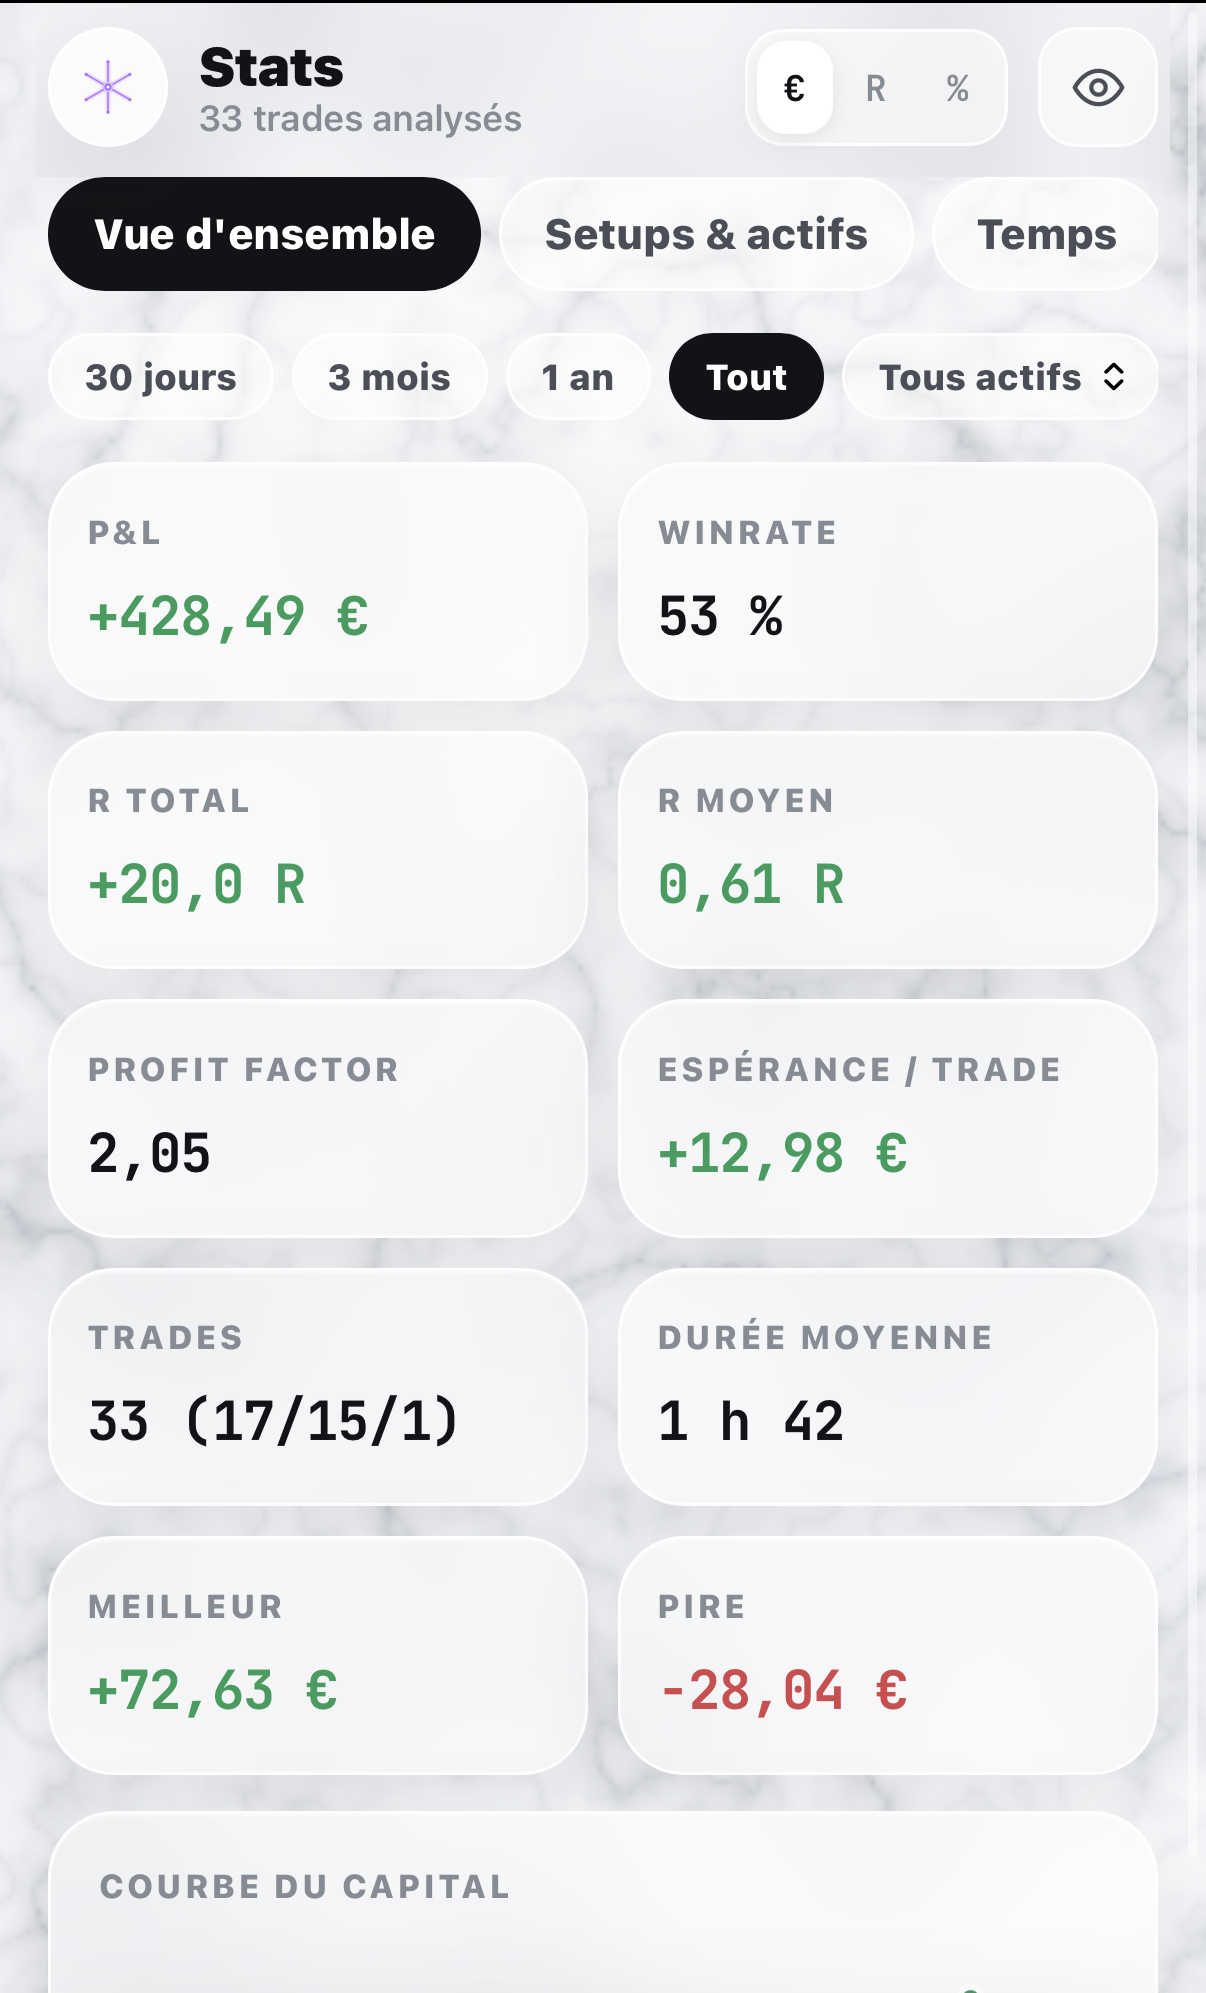 Stats
33 trades analysés
€ R %
Vue d'ensemble Setups & actifs Temps
30 jours 3 mois 1 an Tout Tous actifs
P&L
+428,49 €
WINRATE
53 %
R TOTAL
+20,0 R
R MOYEN
0,61 R
PROFIT FACTOR
2,05
ESPÉRANCE / TRADE
+12,98 €
TRADES
33 (17/15/1)
DURÉE MOYENNE
1 h 42
MEILLEUR
+72,63 €
PIRE
-28,04 €
COURBE DU CAPITAL